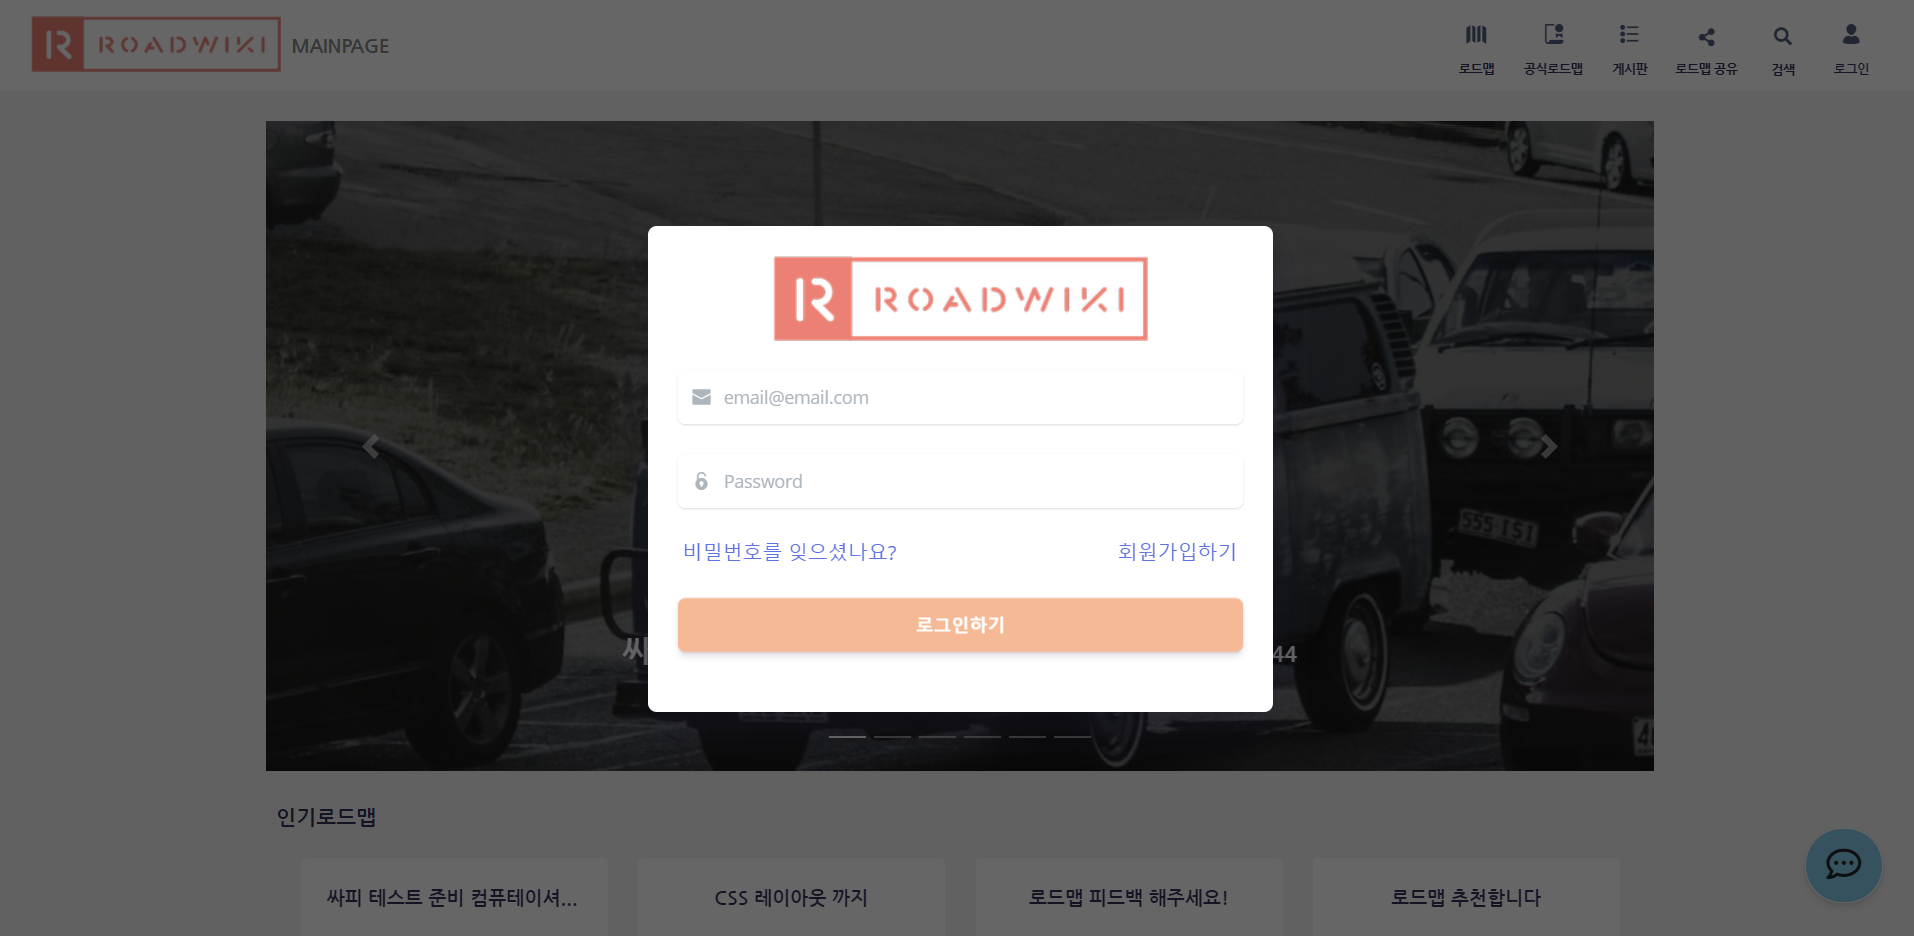 R ROADWIKI MAINPAGE
로드맵 공식로드맵 게시판 로드맵 공유 검색 로그인
R ROADWIKI
email@email.com
Password
555 ISI
비밀번호를 잊으셨나요? 회원가입하기
로그인하기
싸
44
인기로드맵
싸피 테스트 준비 컴퓨테이셔... CSS 레이아웃 까지 로드맵 피드백 해주세요! 로드맵 추천합니다